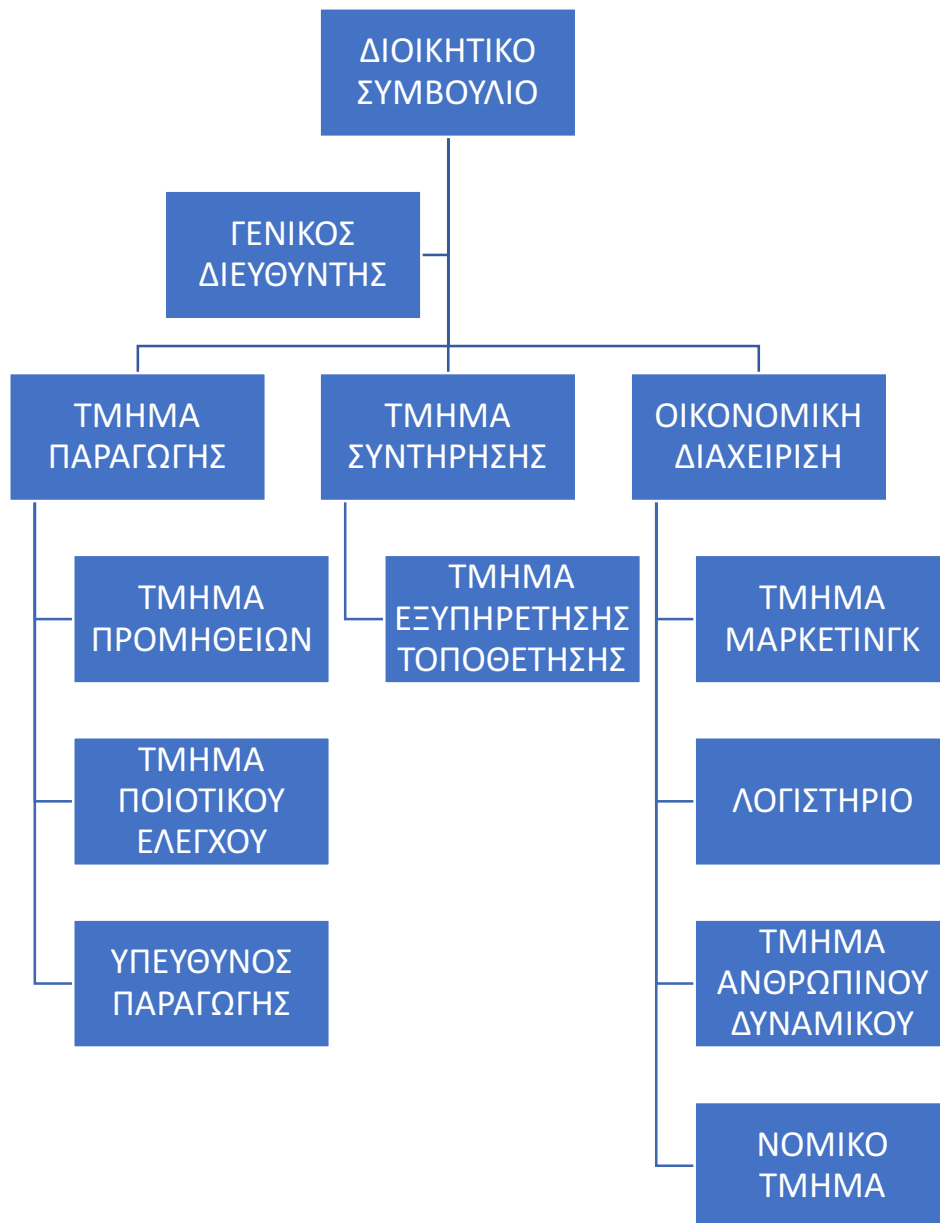 ΔΙΟΙΚΗΤΙΚΟ
ΣΥΜΒΟΥΛΙΟ
ΓΕΝΙΚΟΣ
ΔΙΕΥΘΥΝΤΗΣ
ΤΜΗΜΑ
ΠΑΡΑΓΩΓΗΣ
ΤΜΗΜΑ
ΠΡΟΜΗΘΕΙΩΝ
ΤΜΗΜΑ
ΠΟΙΟΤΙΚΟΥ
ΕΛΕΓΧΟΥ
ΥΠΕΥΘΥΝΟΣ
ΠΑΡΑΓΩΓΗΣ
ΤΜΗΜΑ
ΣΥΝΤΗΡΗΣΗΣ
ΤΜΗΜΑ
ΕΞΥΠΗΡΕΤΗΣΗΣ
ΤΟΠΟΘΕΤΗΣΗΣ
ΟΙΚΟΝΟΜΙΚΗ
ΔΙΑΧΕΙΡΙΣΗ
ΤΜΗΜΑ
ΜΑΡΚΕΤΙΝΓΚ
ΛΟΓΙΣΤΗΡΙΟ
ΤΜΗΜΑ
ΑΝΘΡΩΠΙΝΟΥ
ΔΥΝΑΜΙΚΟΥ
ΝΟΜΙΚΟ
ΤΜΗΜΑ